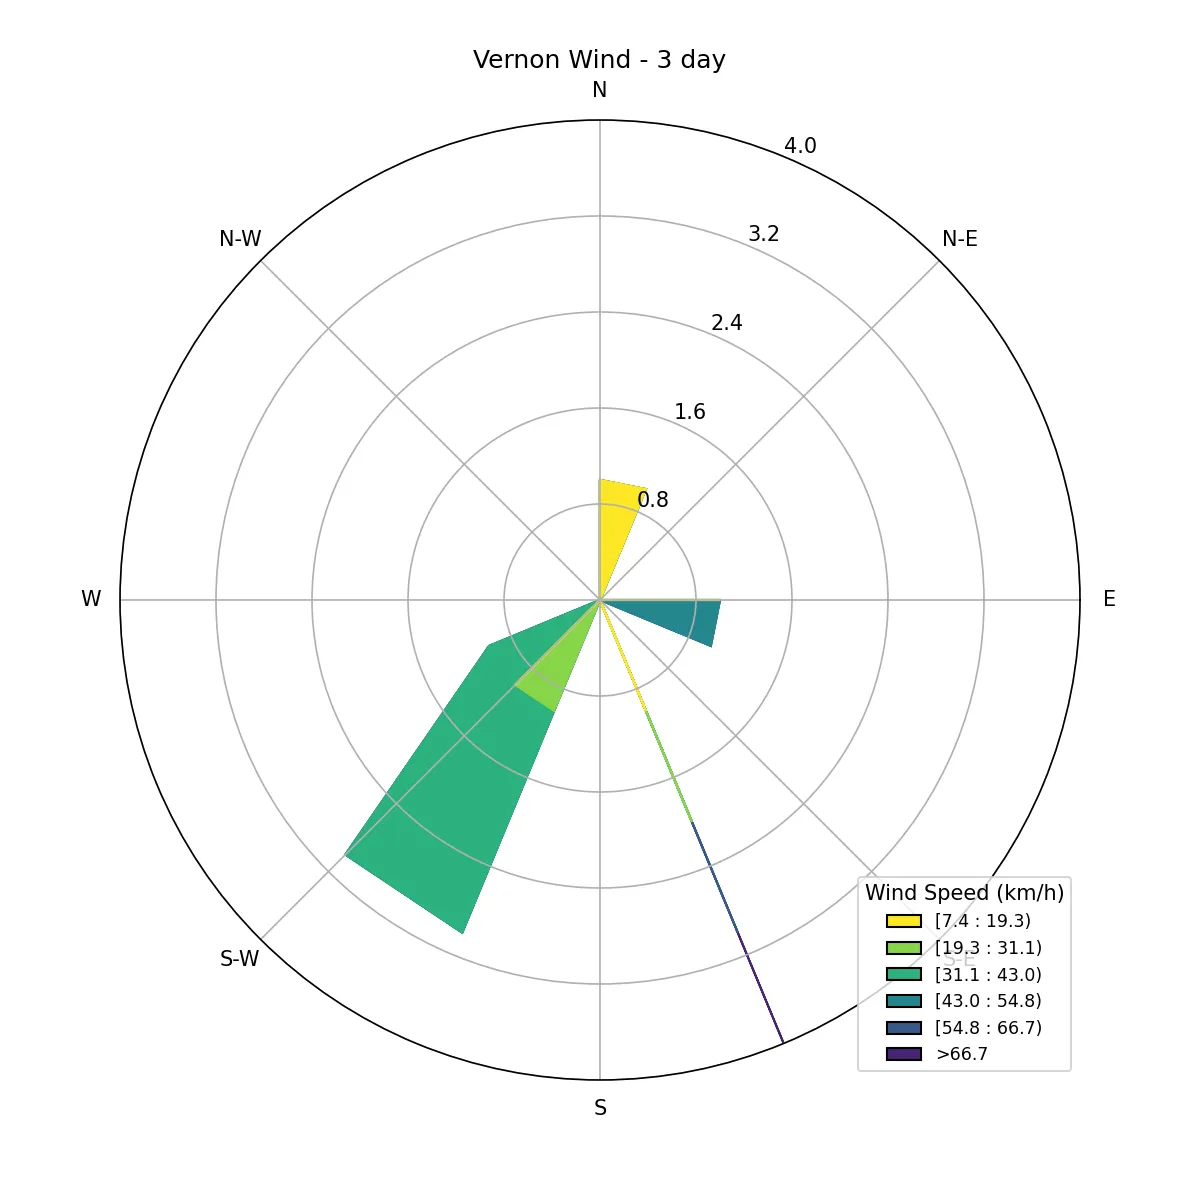 Vernon Wind - 3 day
N
4.0
N-W
3.2
N-E
2.4
1.6
0.8
W
E
Wind Speed (km/h)
[7.4 : 19.3)
[19.3 : 31.1)
S-W
S-E
[31.1 : 43.0)
[43.0 : 54.8)
[54.8 : 66.7)
>66.7
S